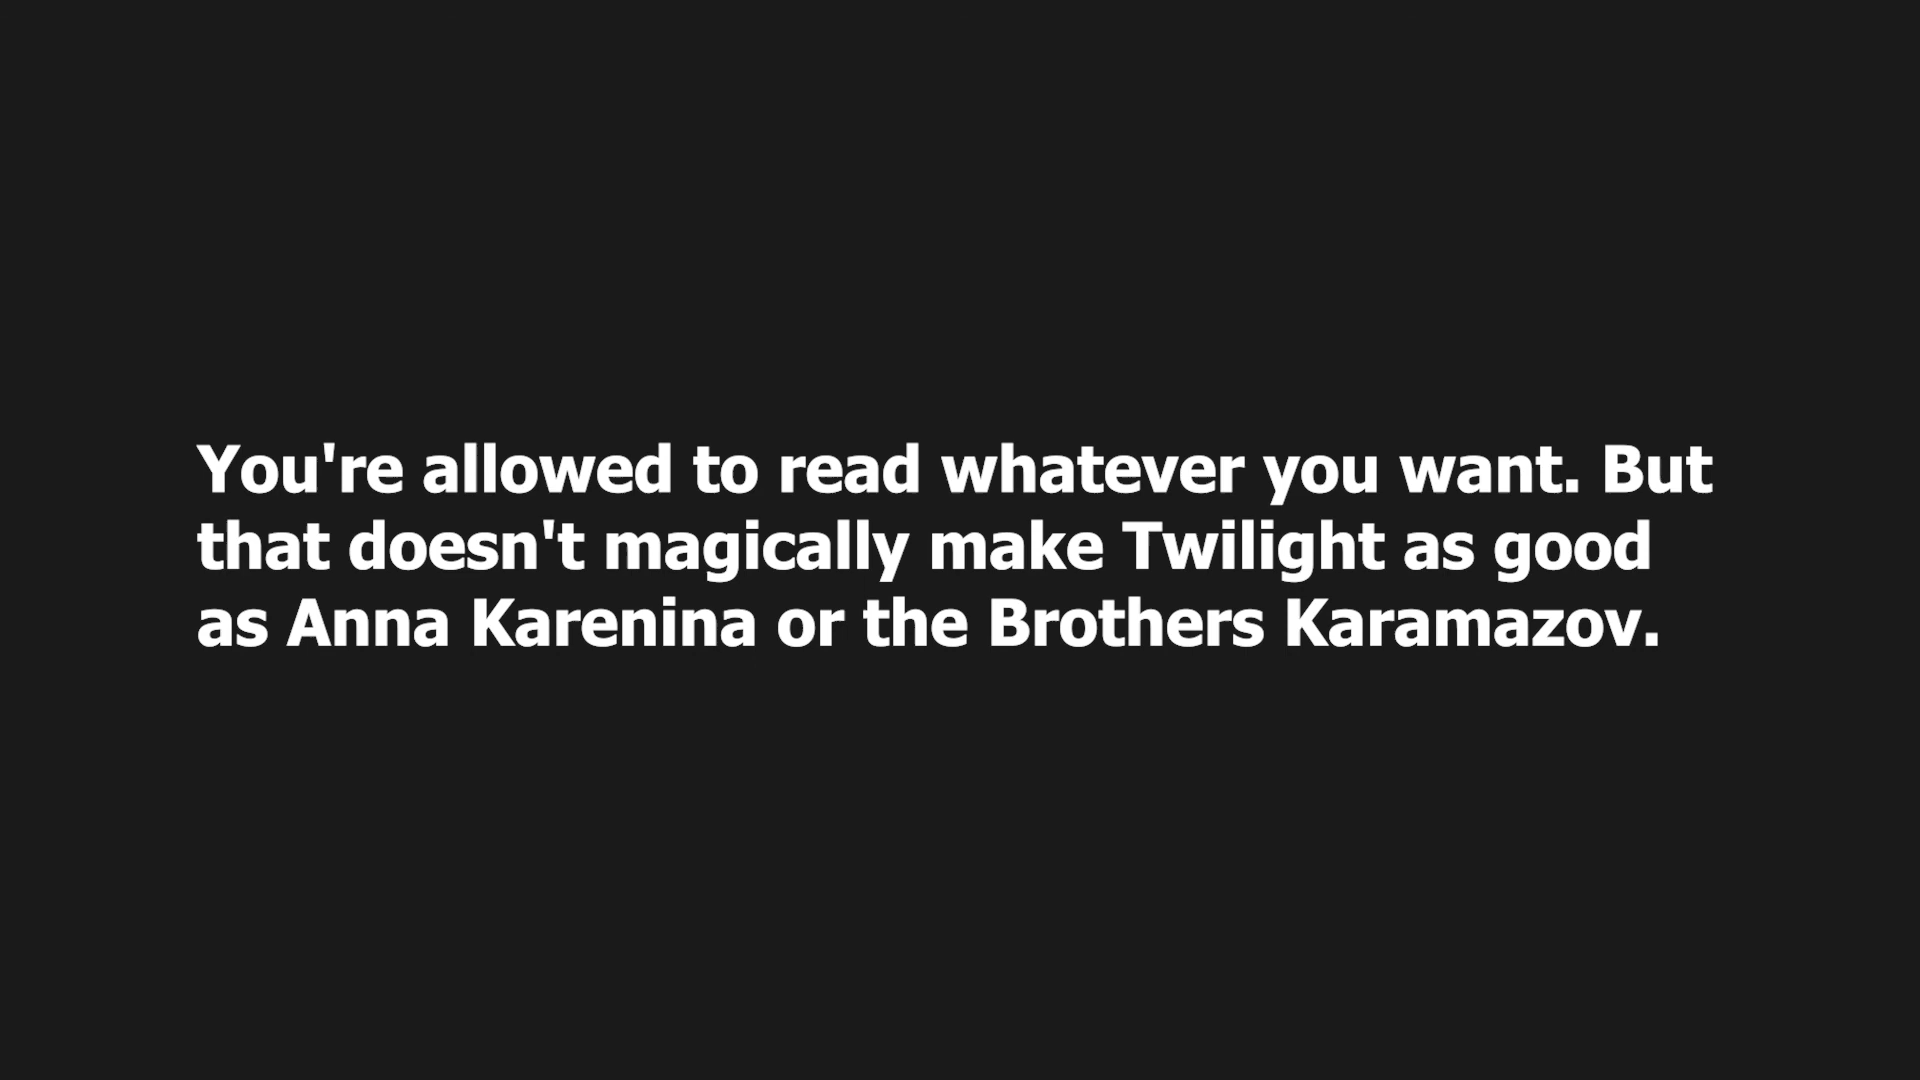 You're allowed to read whatever you want. But
that doesn't magically make Twilight as good
as Anna Karenina or the Brothers Karamazov.